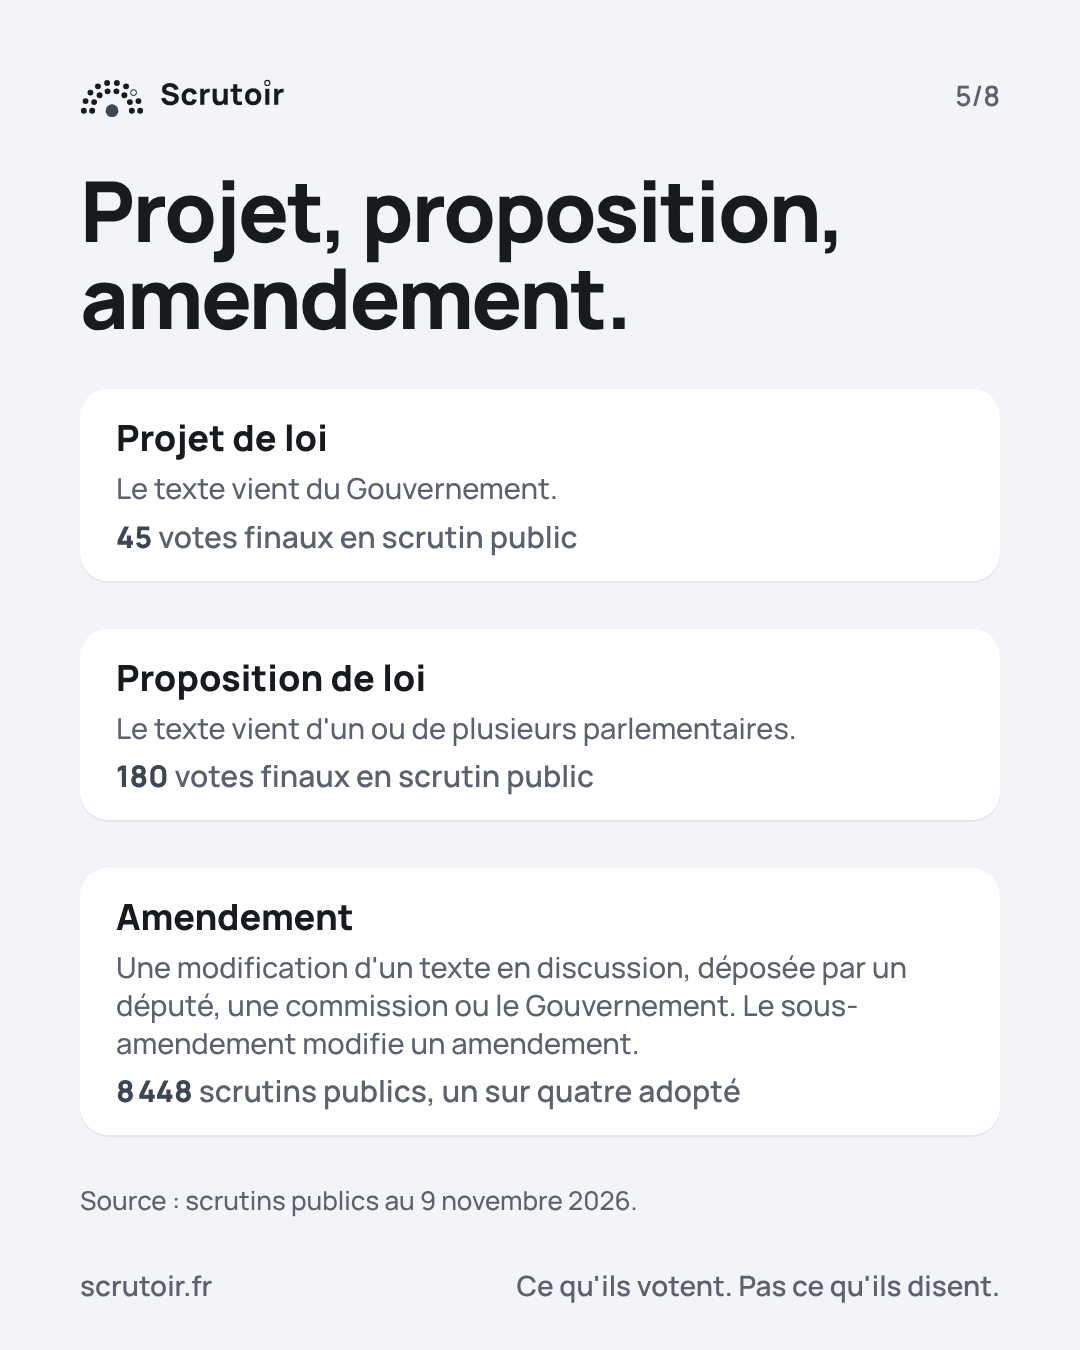 Scrutoir
5/8
Projet, proposition,
amendement.
Projet de loi
Le texte vient du Gouvernement.
45 votes finaux en scrutin public
Proposition de loi
Le texte vient d'un ou de plusieurs parlementaires.
180 votes finaux en scrutin public
Amendement
Une modification d'un texte en discussion, déposée par un
député, une commission ou le Gouvernement. Le sous-
amendement modifie un amendement.
8 448 scrutins publics, un sur quatre adopté
Source : scrutins publics au 9 novembre 2026.
scrutoir.fr
Ce qu'ils votent. Pas ce qu'ils disent.